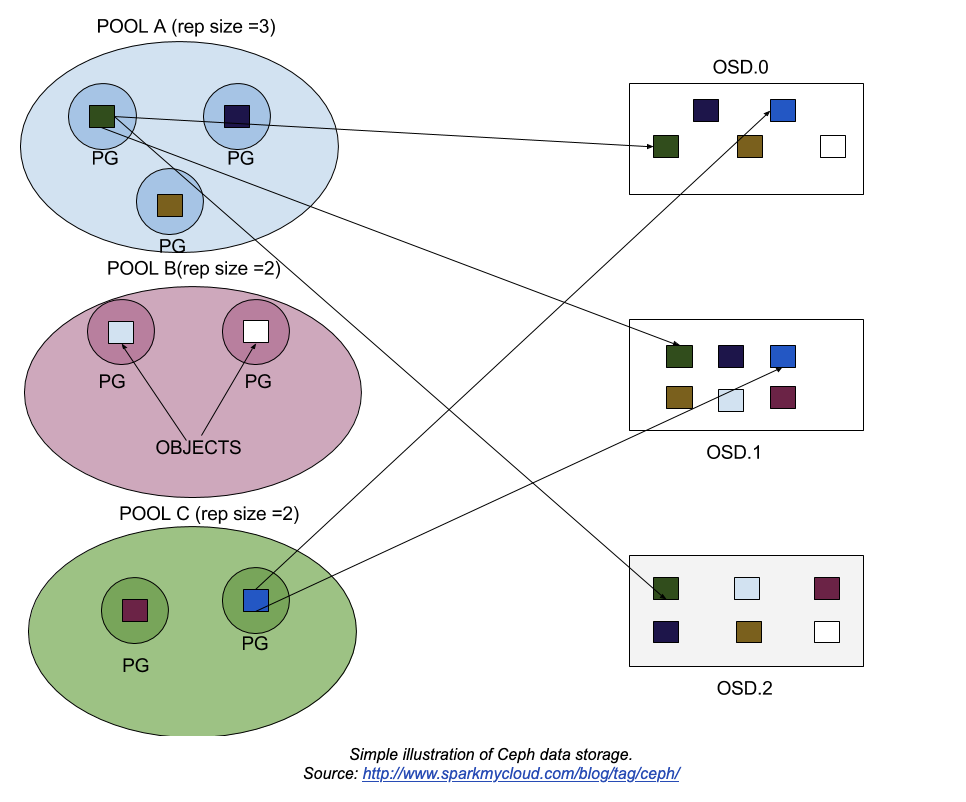 POOL A (rep size =3)
PG
PG
PG
POOL B(rep size =2)
PG
PG
OBJECTS
POOL C (rep size =2)
PG
PG
OSD.0
OSD.1
OSD.2
Simple illustration of Ceph data storage.
Source: http://www.sparkmycloud.com/blog/tag/ceph/